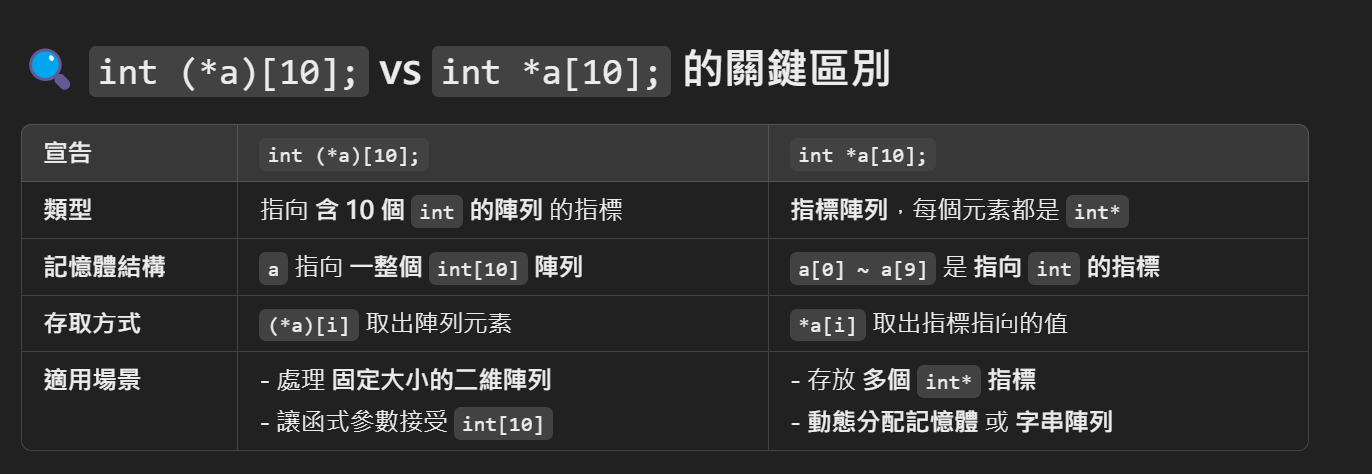 int (*a)[10]; vs int *a[10]; 的關鍵區別
宣告 int (*a)[10]; int *a[10];
類型 指向 含 10 個 int 的陣列 的指標 指標陣列，每個元素都是 int*
記憶體結構 a 指向 一整個 int[10] 陣列 a[0] ~ a[9] 是 指向 int 的指標
存取方式 (*a)[i] 取出陣列元素 *a[i] 取出指標指向的值
適用場景 - 處理 固定大小的二維陣列 - 存放 多個 int* 指標
- 讓函式參數接受 int[10] - 動態分配記憶體 或 字串陣列